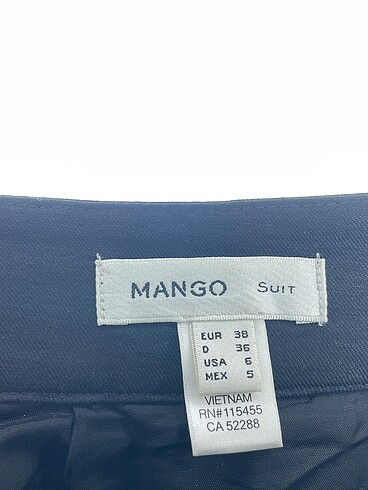 MANGO SUIT
EUR 38
D 36
USA 6
MEX 5
VIETNAM
RN#115455
CA 52288